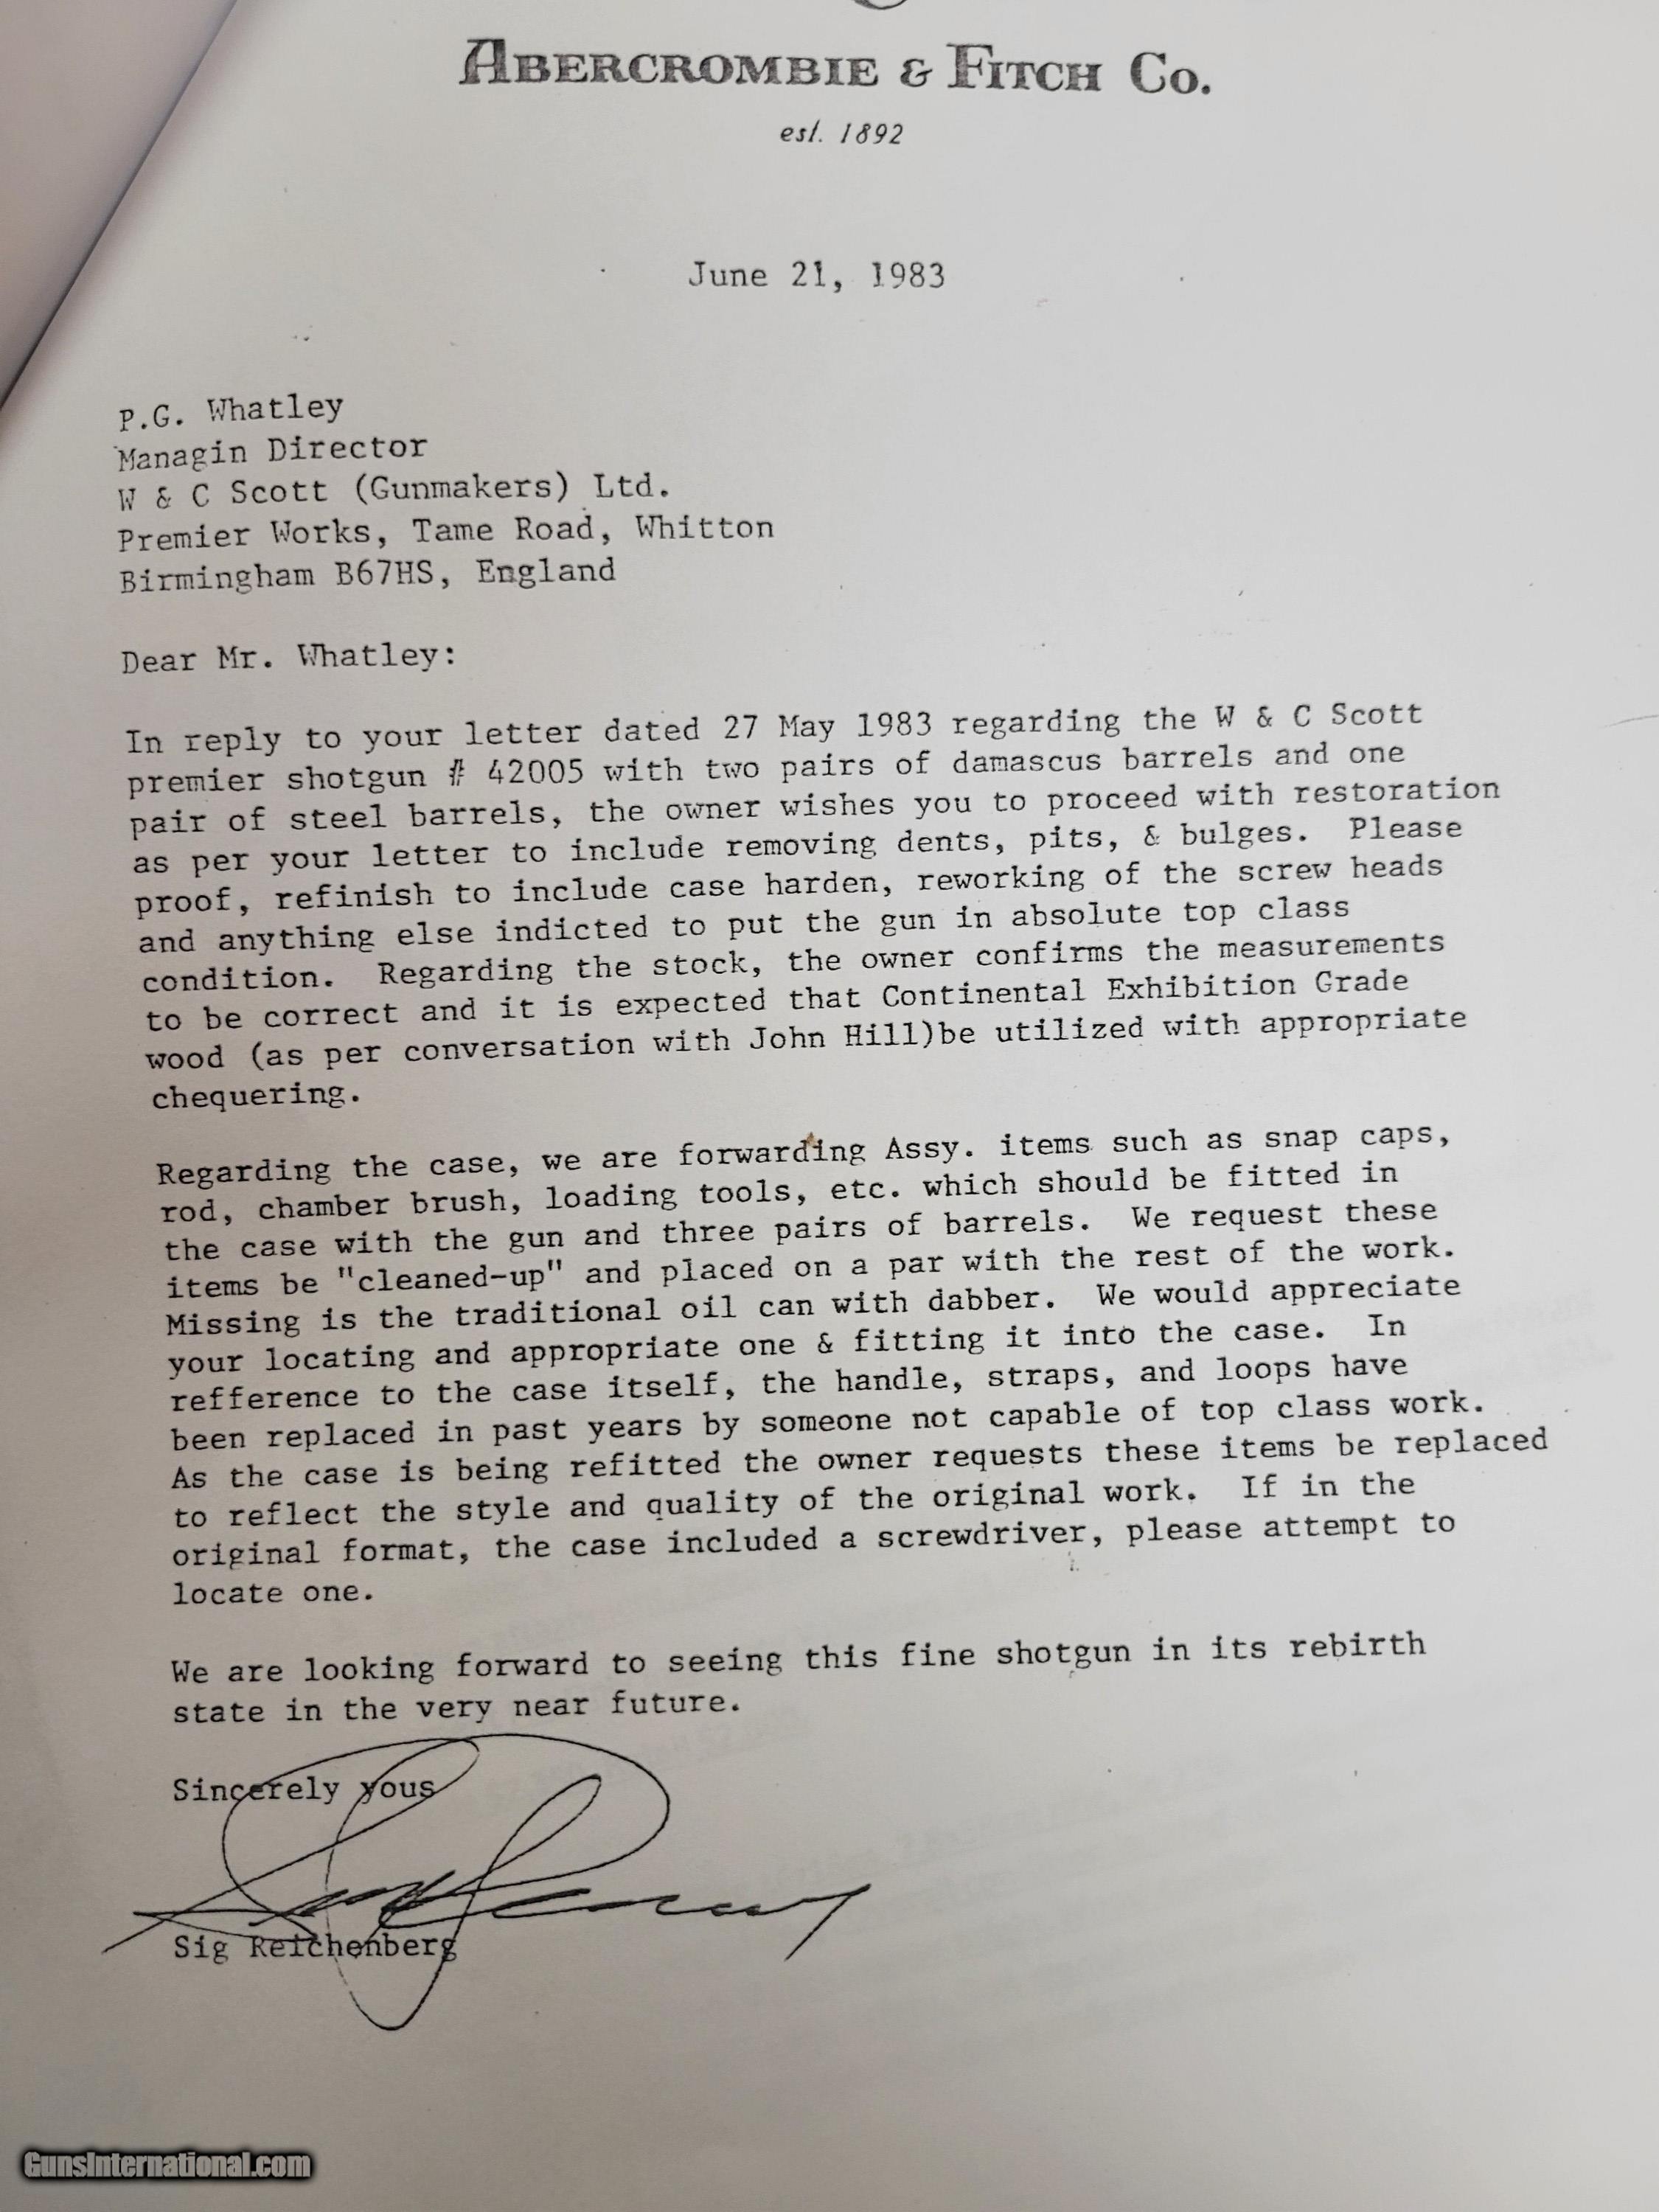 ABERCROMBIE & FITCH CO.
est. 1892
June 21, 1983
P.G. Whatley
Managin Director
W & C Scott (Gunmakers) Ltd.
Premier Works, Tame Road, Whitton
Birmingham B67HS, England
Dear Mr. Whatley:
In reply to your letter dated 27 May 1983 regarding the W & C Scott
premier shotgun # 42005 with two pairs of damascus barrels and one
pair of steel barrels, the owner wishes you to proceed with restoration
as per your letter to include removing dents, pits, & bulges. Please
proof, refinish to include case harden, reworking of the screw heads
and anything else indicted to put the gun in absolute top class
condition. Regarding the stock, the owner confirms the measurements
to be correct and it is expected that Continental Exhibition Grade
wood (as per conversation with John Hill)be utilized with appropriate
chequering.
Regarding the case, we are forwarding Assy. items such as snap caps,
rod, chamber brush, loading tools, etc. which should be fitted in
the case with the gun and three pairs of barrels. We request these
items be "cleaned-up" and placed on a par with the rest of the work.
Missing is the traditional oil can with dabber. We would appreciate
your locating and appropriate one & fitting it into the case. In
refference to the case itself, the handle, straps, and loops have
been replaced in past years by someone not capable of top class work.
As the case is being refitted the owner requests these items be replaced
to reflect the style and quality of the original work. If in the
original format, the case included a screwdriver, please attempt to
locate one.
We are looking forward to seeing this fine shotgun in its rebirth
state in the very near future.
Sincerely yous
Sig Reichenberg
GunsInternational.com